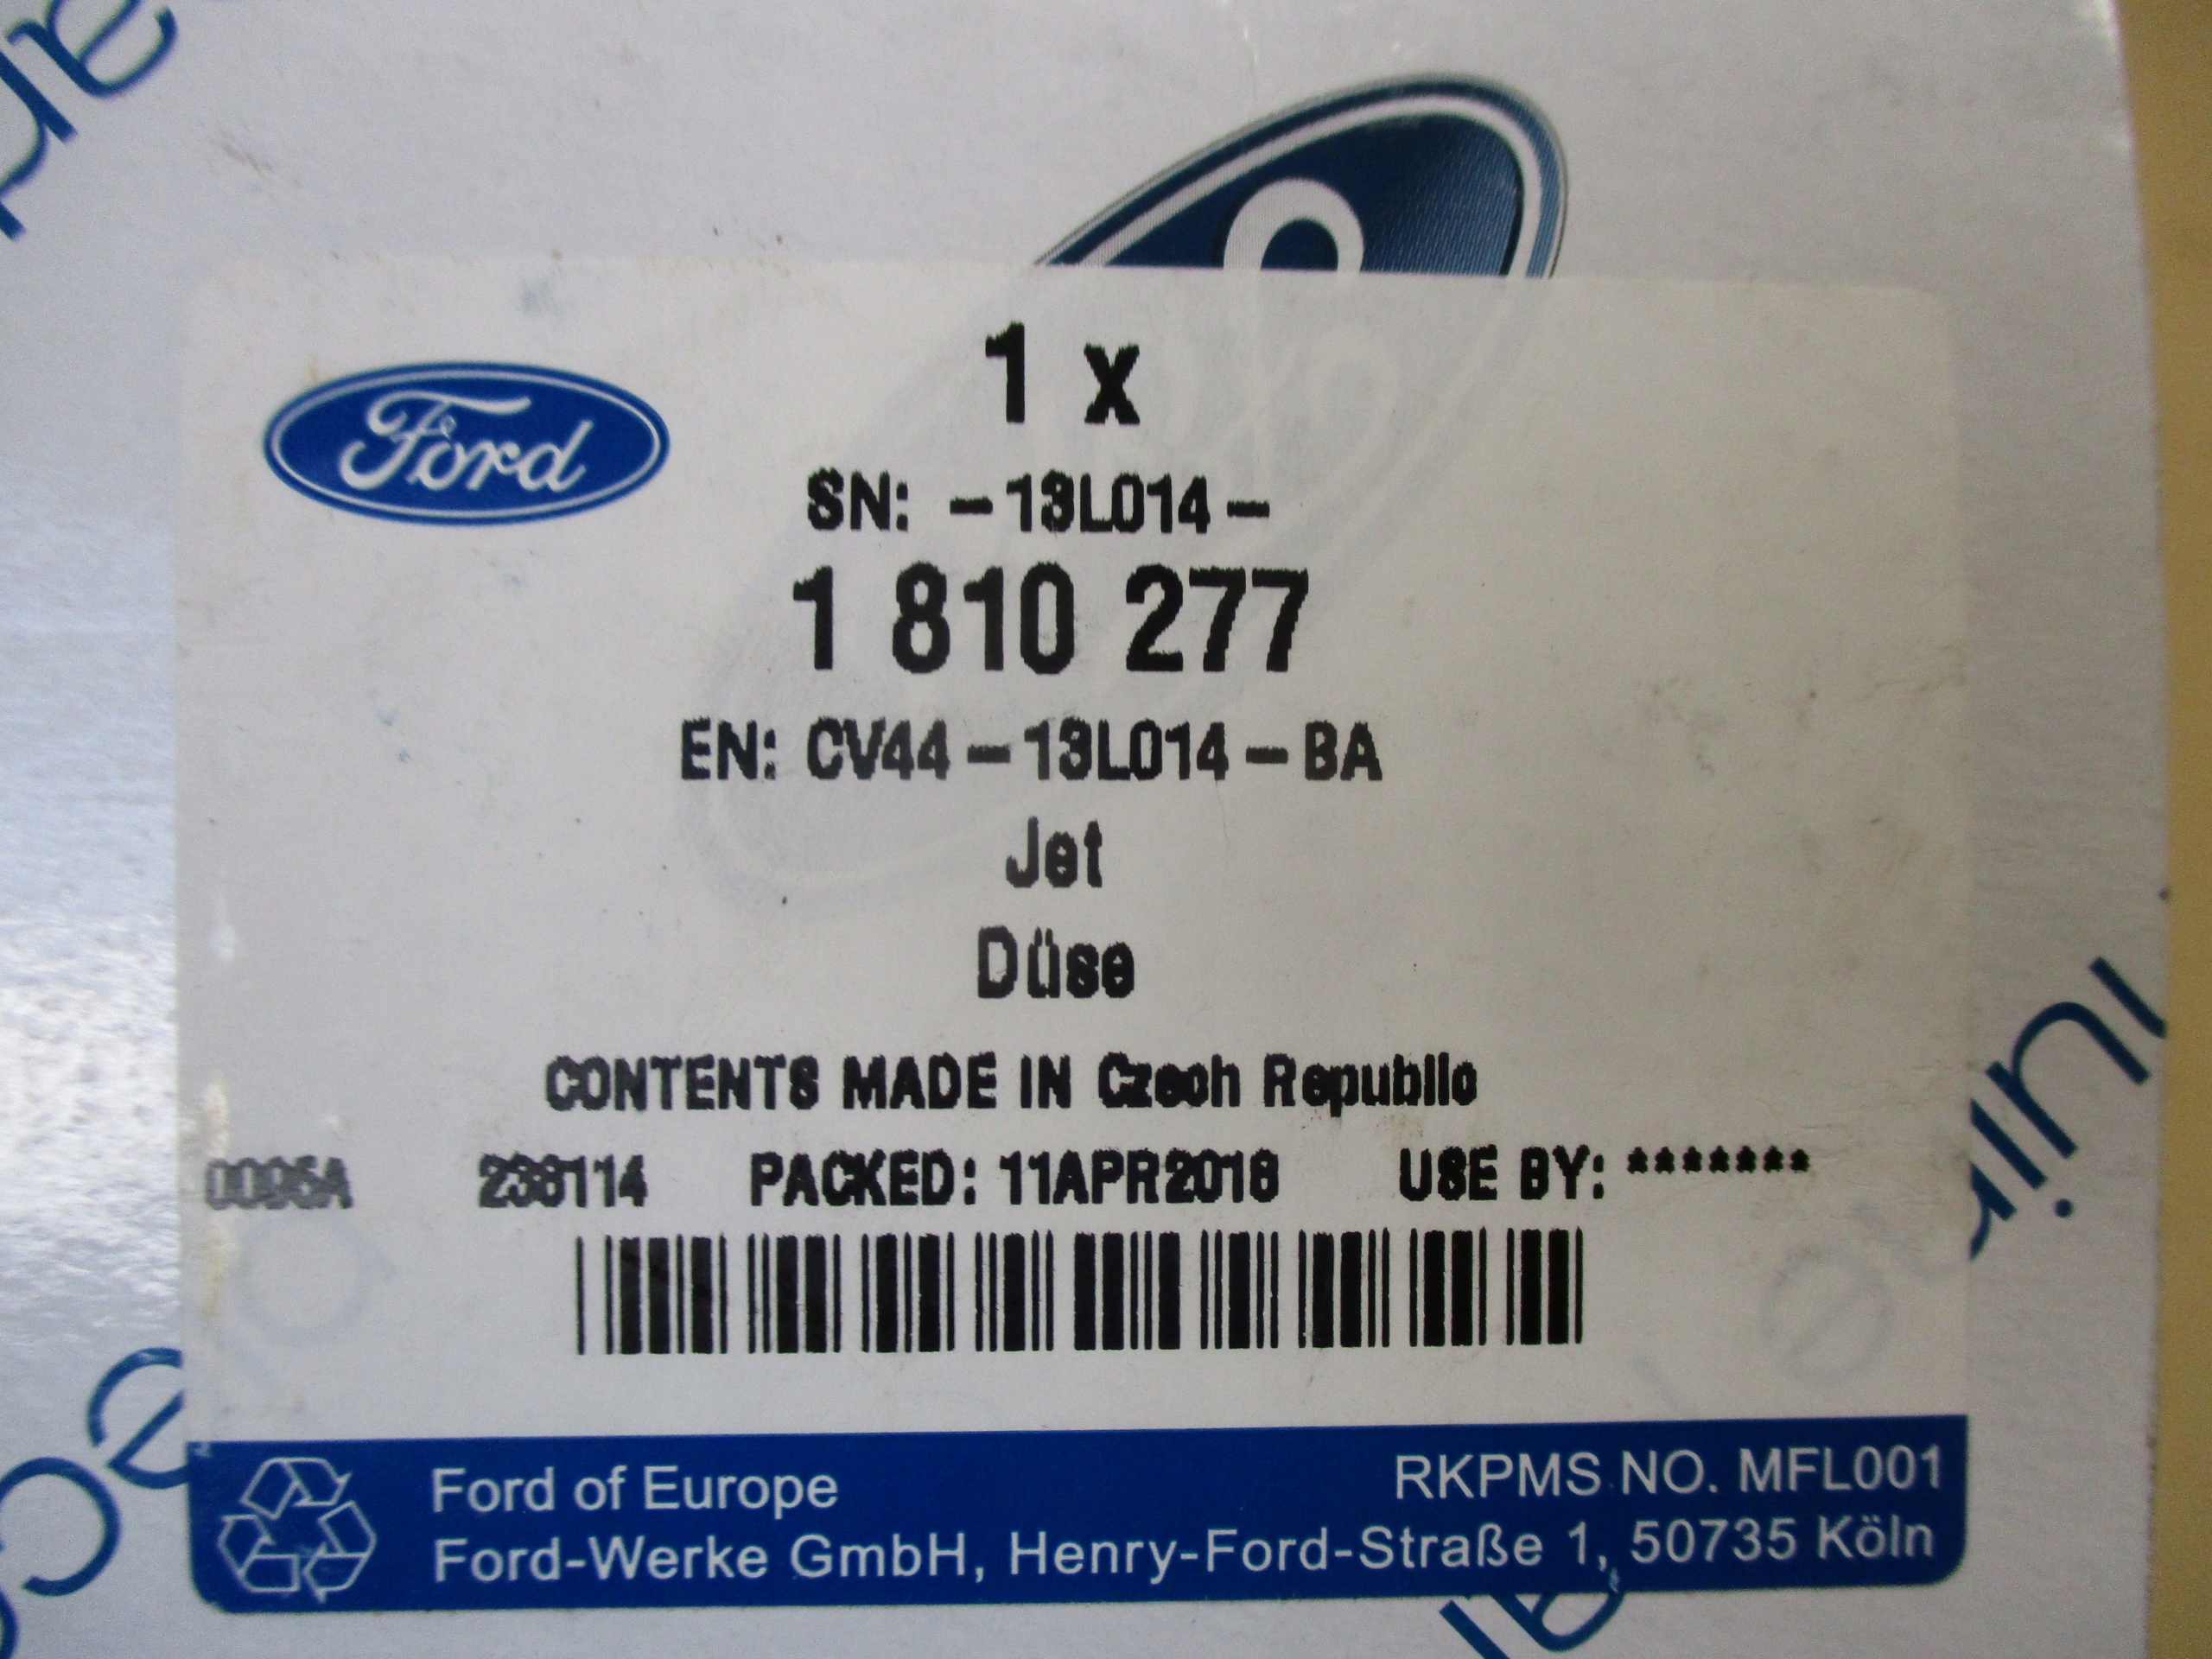 1 x
Ford
SN: -13L014-
1 810 277
EN: CV44-13L014-BA
Jet
Düse
CONTENTS MADE IN Czech Republic
0095A 238114 PACKED: 11APR2018 USE BY: *******
Ford of Europe RKPMS NO. MFL001
Ford-Werke GmbH, Henry-Ford-Straße 1, 50735 Köln